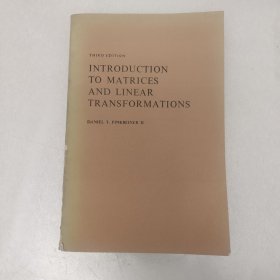 THIRD EDITION
INTRODUCTION
TO MATRICES
AND LINEAR
TRANSFORMATIONS
DANIEL T. FINKBEINER II